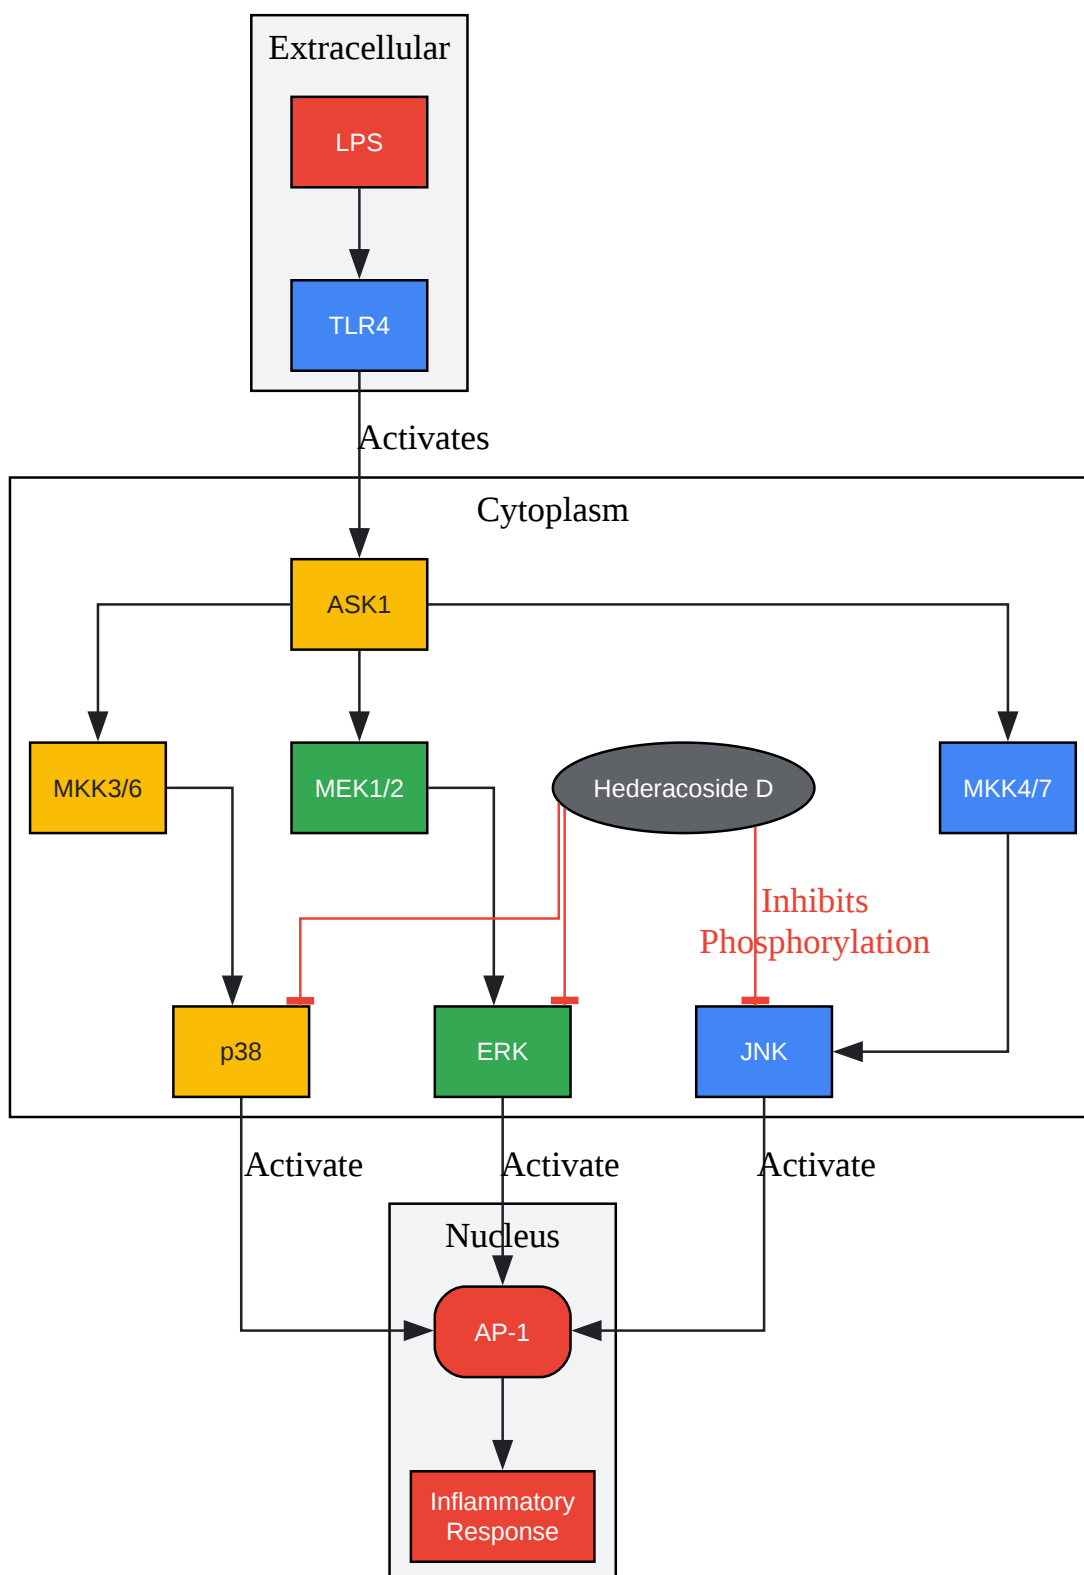 Extracellular
LPS
TLR4
Activates
Cytoplasm
ASK1
MKK3/6
MEK1/2
Hederacoside D
MKK4/7
Inhibits
Phosphorylation
p38
ERK
JNK
Activate
Activate
Activate
Nucleus
AP-1
Inflammatory
Response